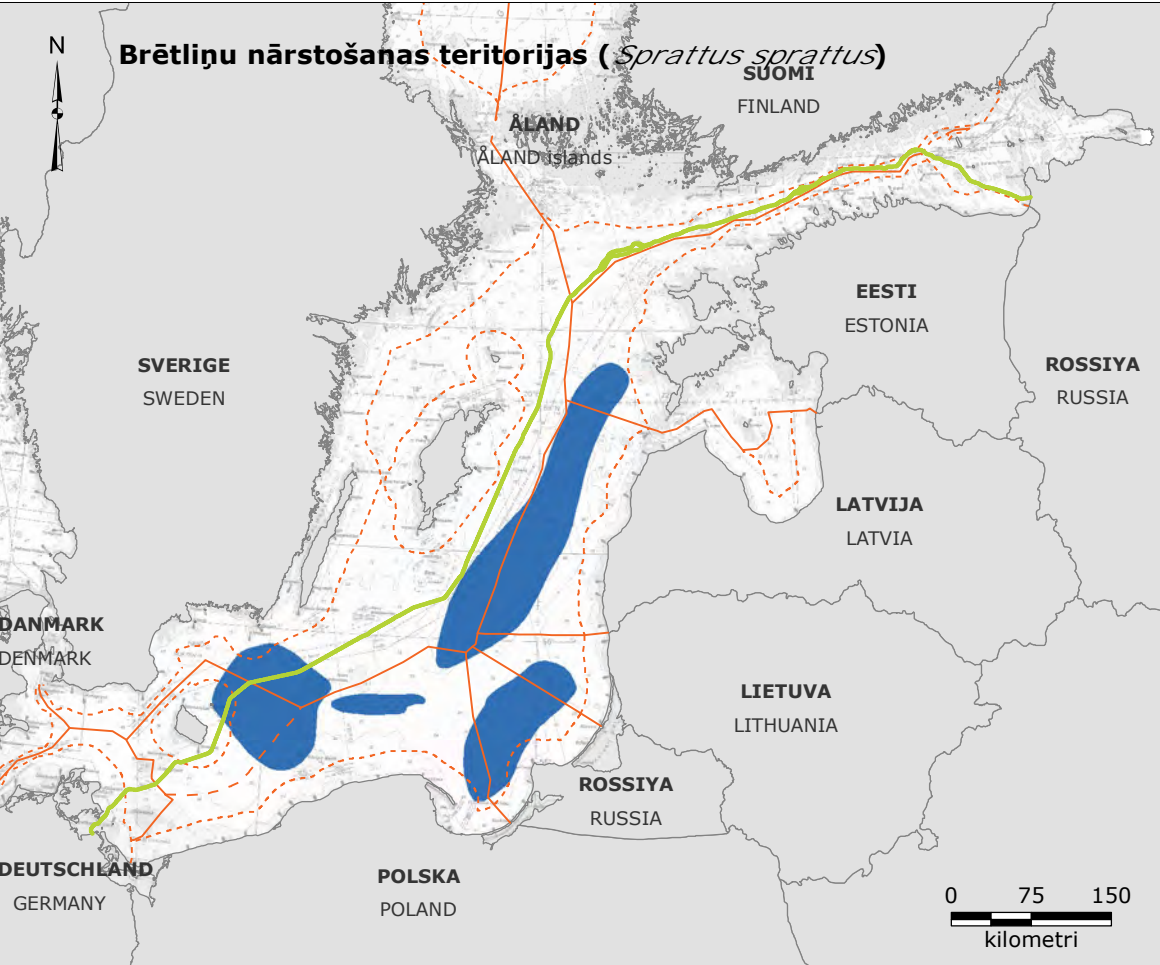 N
Brētliņu nārstošanas teritorijas (Sprattus sprattus)
SUOMI
FINLAND
ÅLAND
ÅLAND islands
EESTI
ESTONIA
SVERIGE
SWEDEN
ROSSIYA
RUSSIA
LATVIJA
LATVIA
DANMARK
DENMARK
LIETUVA
LITHUANIA
ROSSIYA
RUSSIA
DEUTSCHLAND
GERMANY
POLSKA
POLAND
0 75 150
kilometri